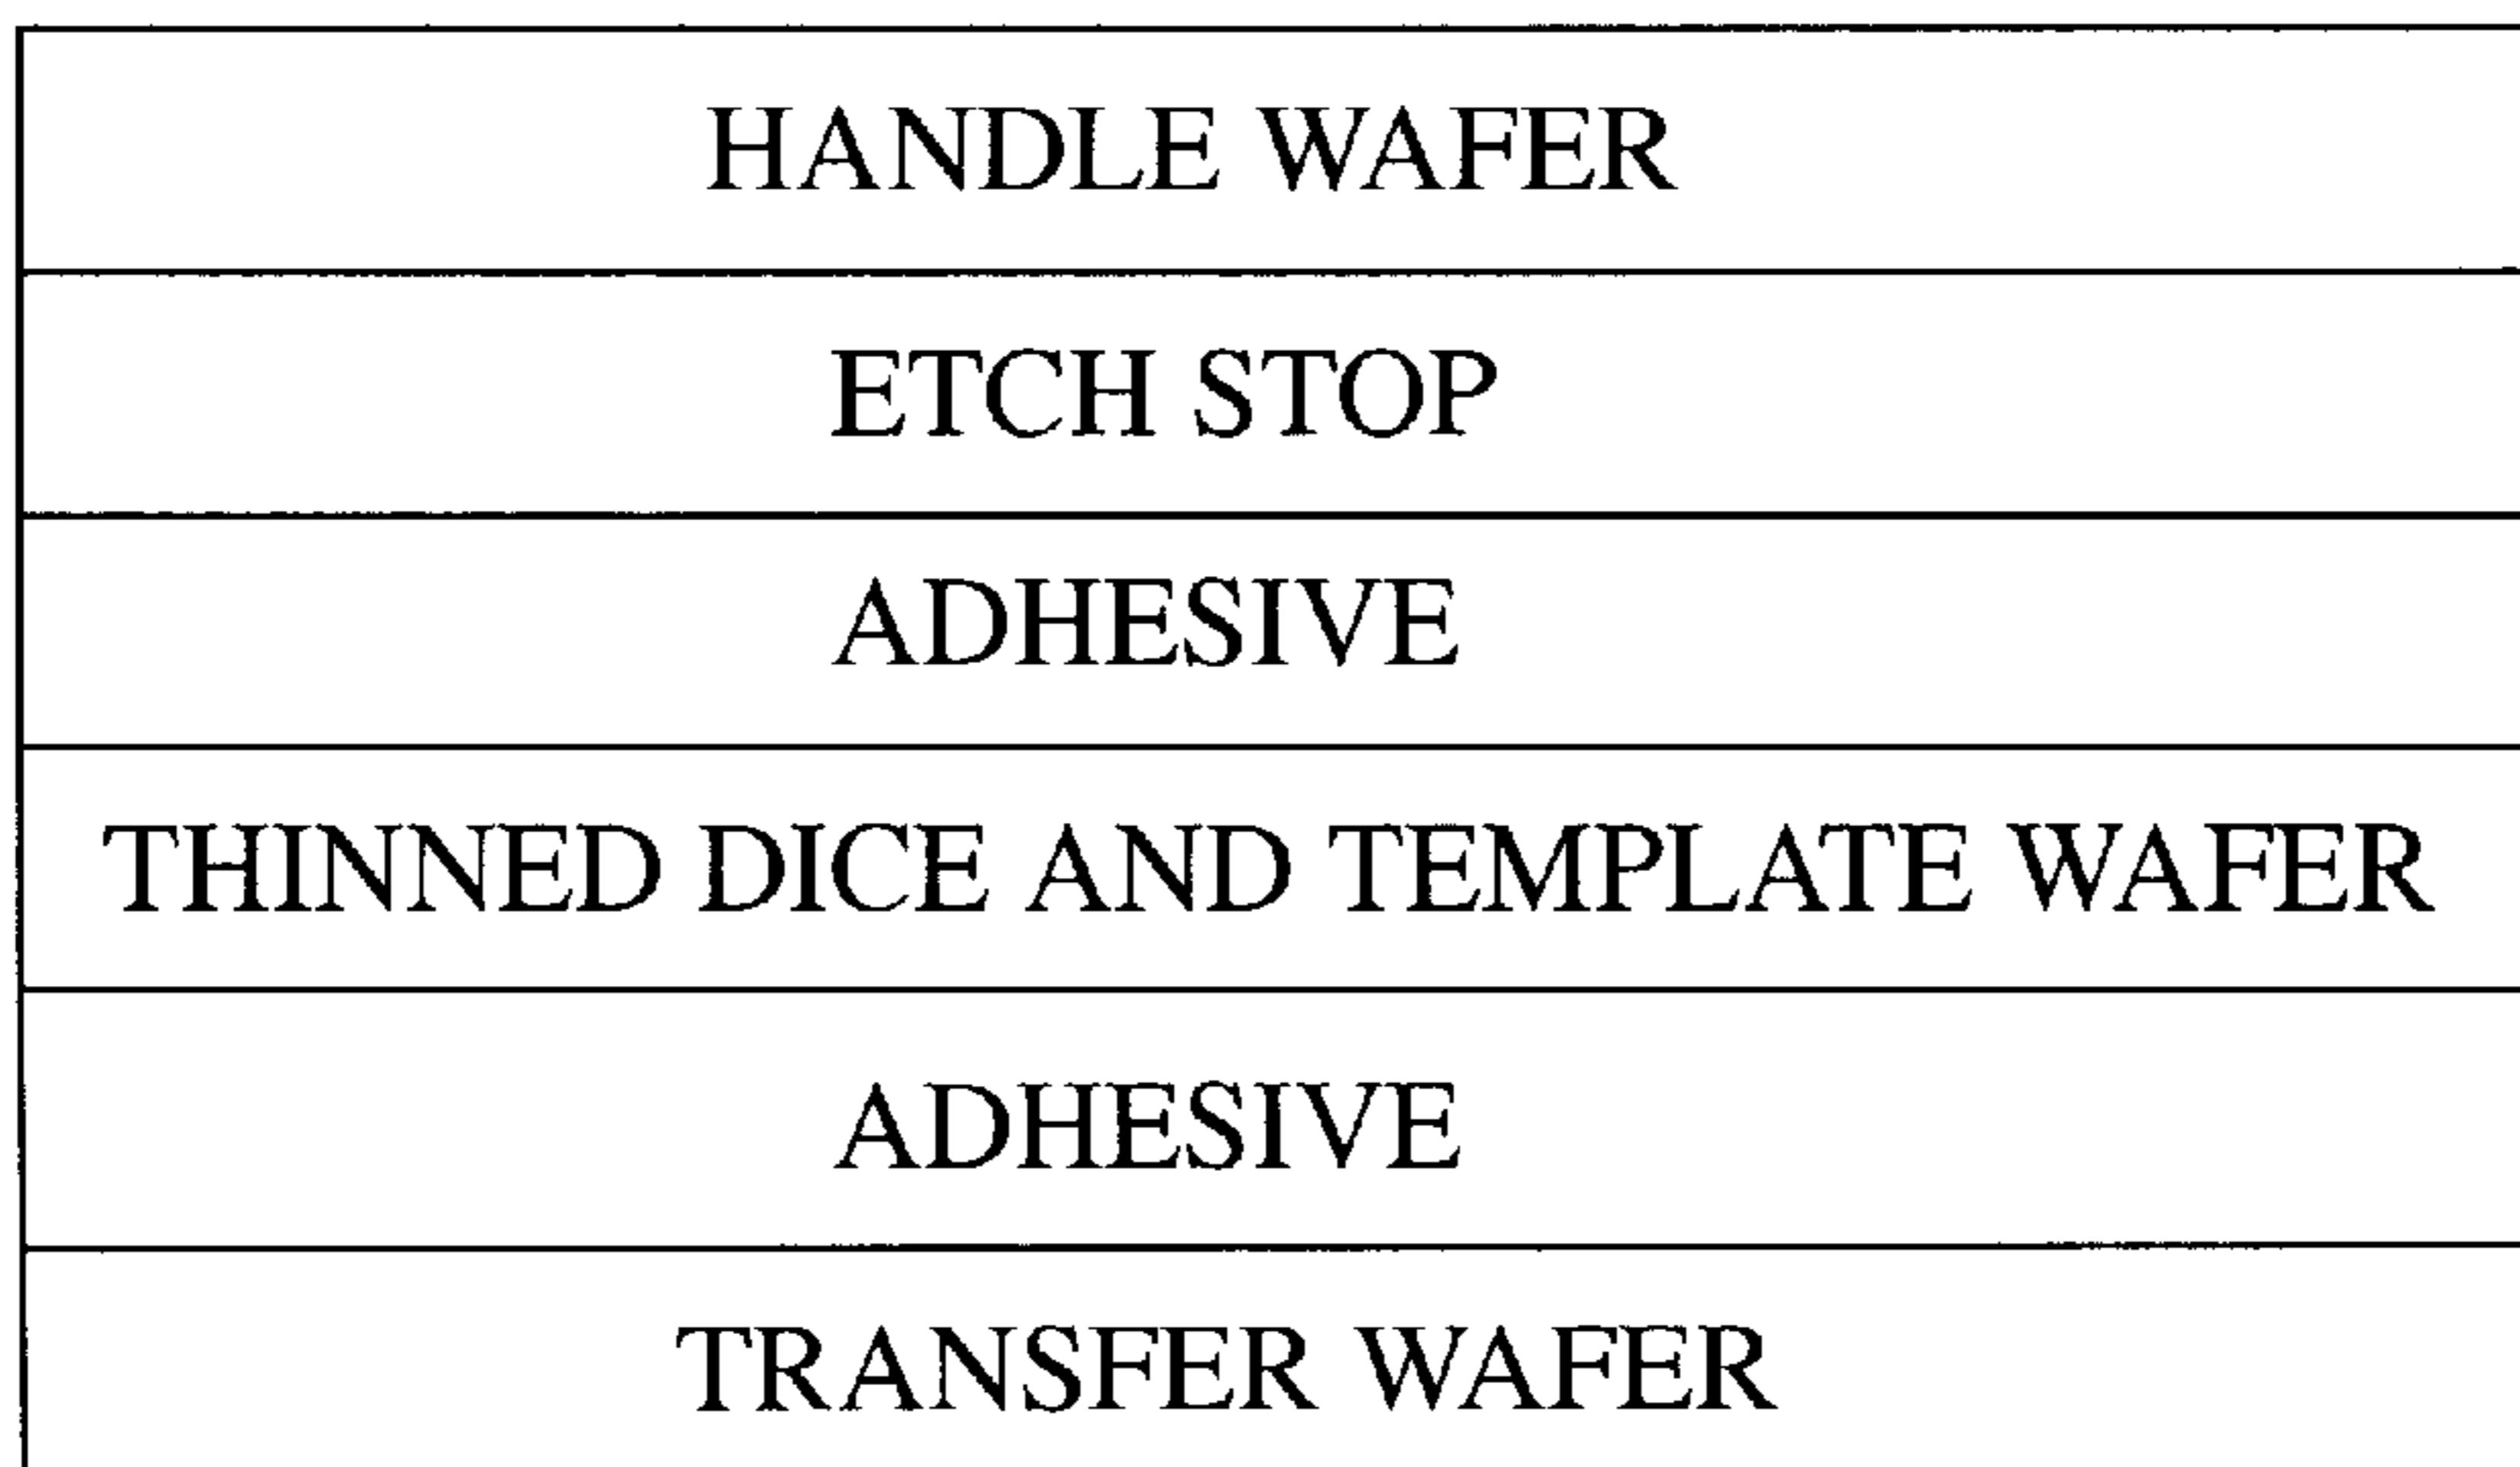 HANDLE WAFER
ETCH STOP
ADHESIVE
THINNED DICE AND TEMPLATE WAFER
ADHESIVE
TRANSFER WAFER